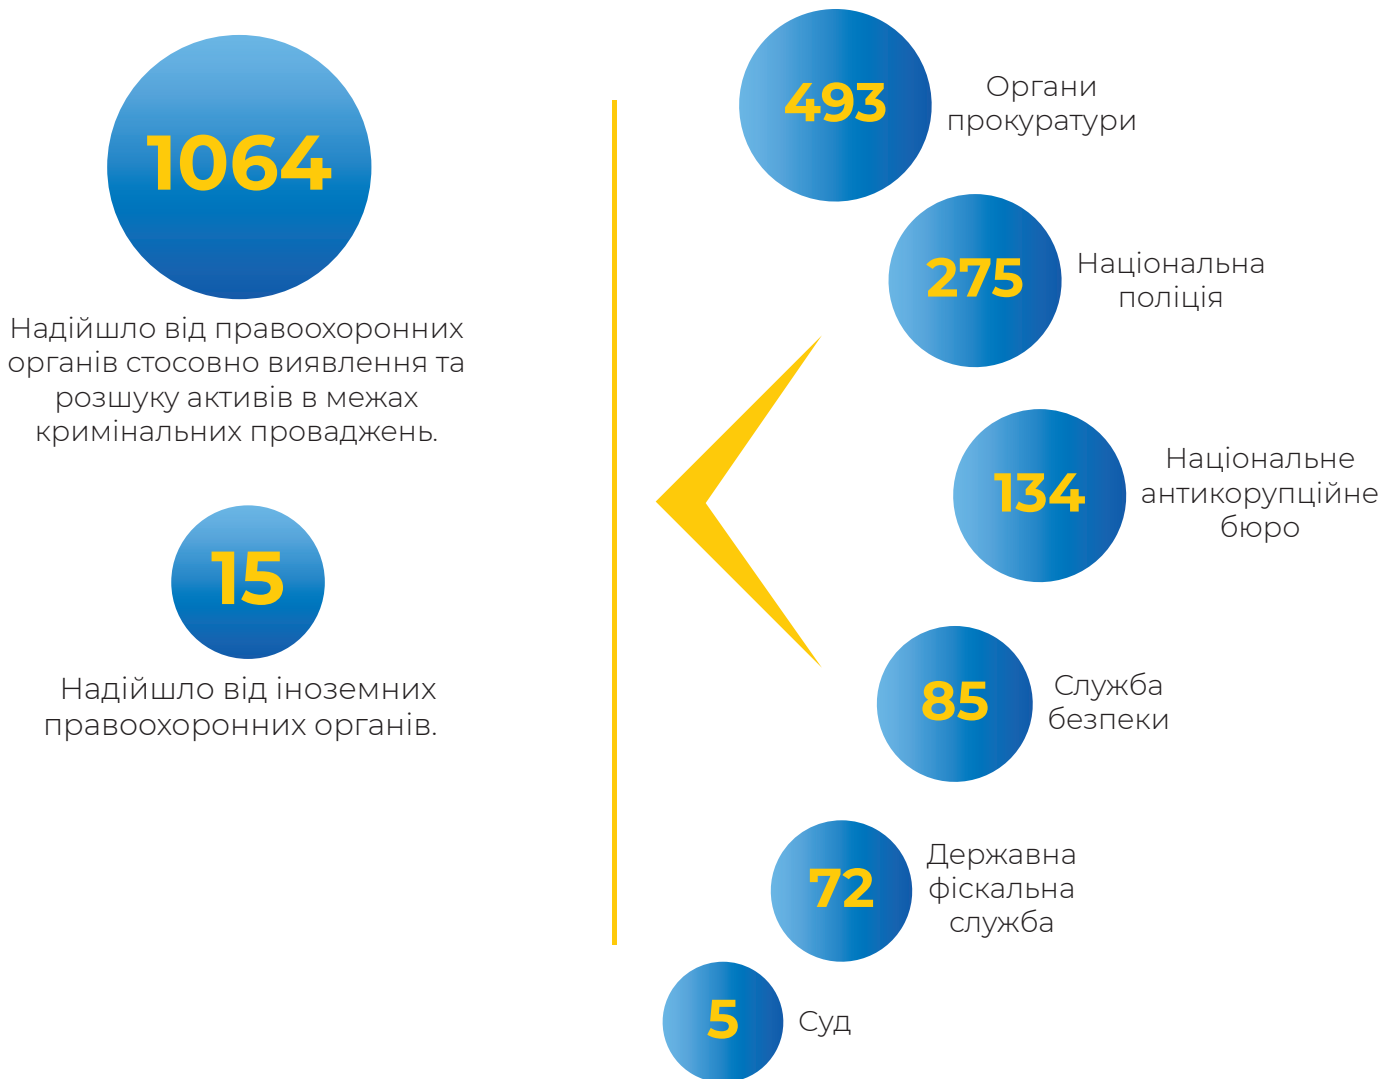 1064
Надійшло від правоохоронних
органів стосовно виявлення та
розшуку активів в межах
кримінальних проваджень.
15
Надійшло від іноземних
правоохоронних органів.
493
Органи
прокуратури
275
Національна
поліція
134
Національне
антикорупційне
бюро
85
Служба
безпеки
72
Державна
фіскальна
служба
5
Суд